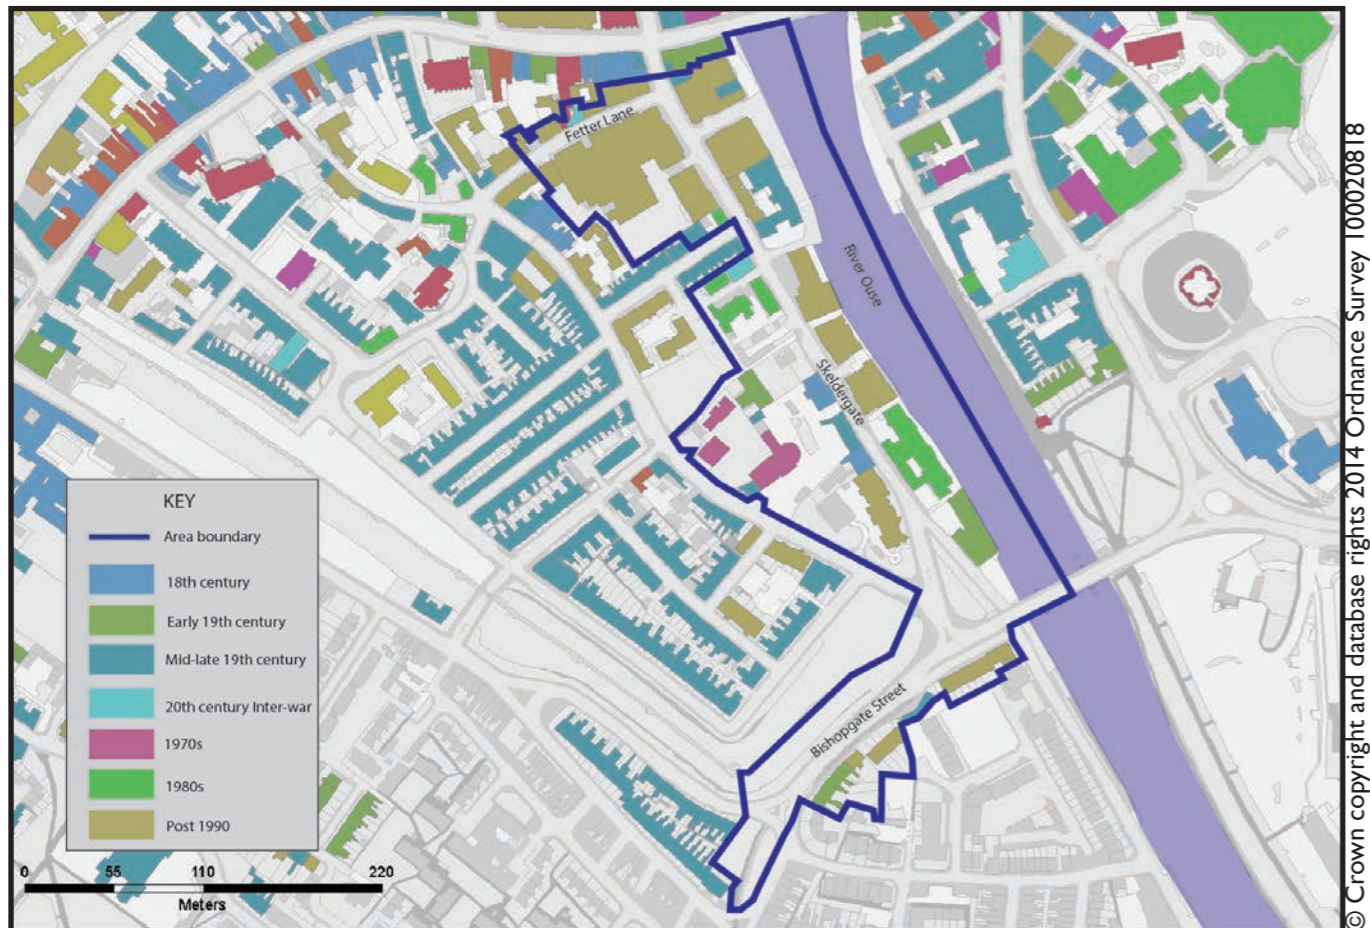 Fetter Lane
River Ouse
Skeldergate
Bishopgate Street
KEY
Area boundary
18th century
Early 19th century
Mid-late 19th century
20th century Inter-war
1970s
1980s
Post 1990
0 55 110 220
Meters
© Crown copyright and database rights 2014 Ordnance Survey 100020818